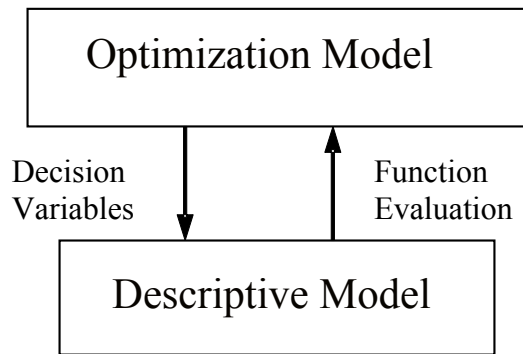 Optimization Model
Decision
Variables
Function
Evaluation
Descriptive Model